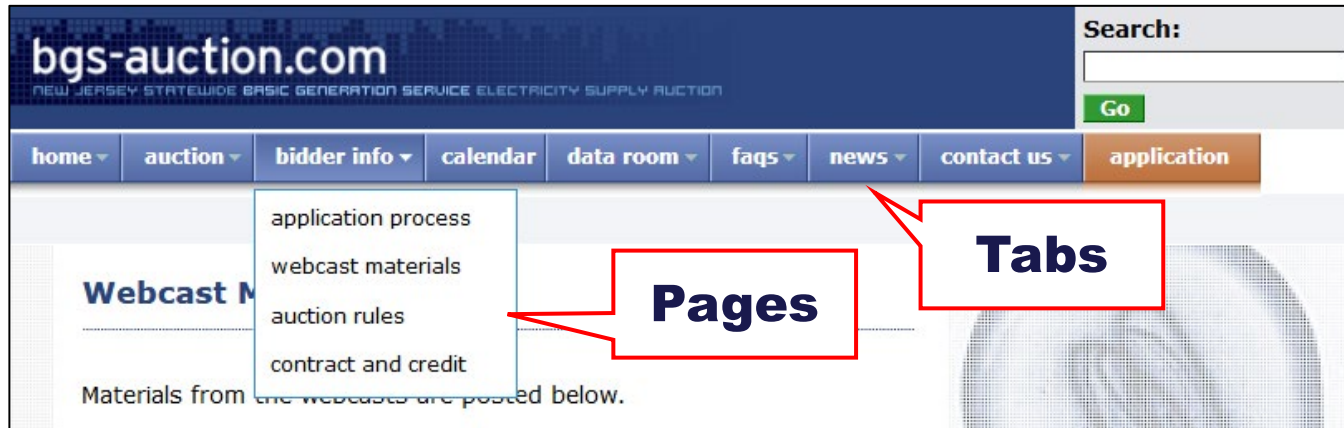 bgs-auction.com
NEW JERSEY STATEWIDE BASIC GENERATION SERVICE ELECTRICITY SUPPLY AUCTION
Search:
Go
home auction bidder info calendar data room faqs news contact us application
application process
webcast materials
auction rules
contract and credit
Tabs
Pages
Webcast M
Materials from the webcasts are posted below.